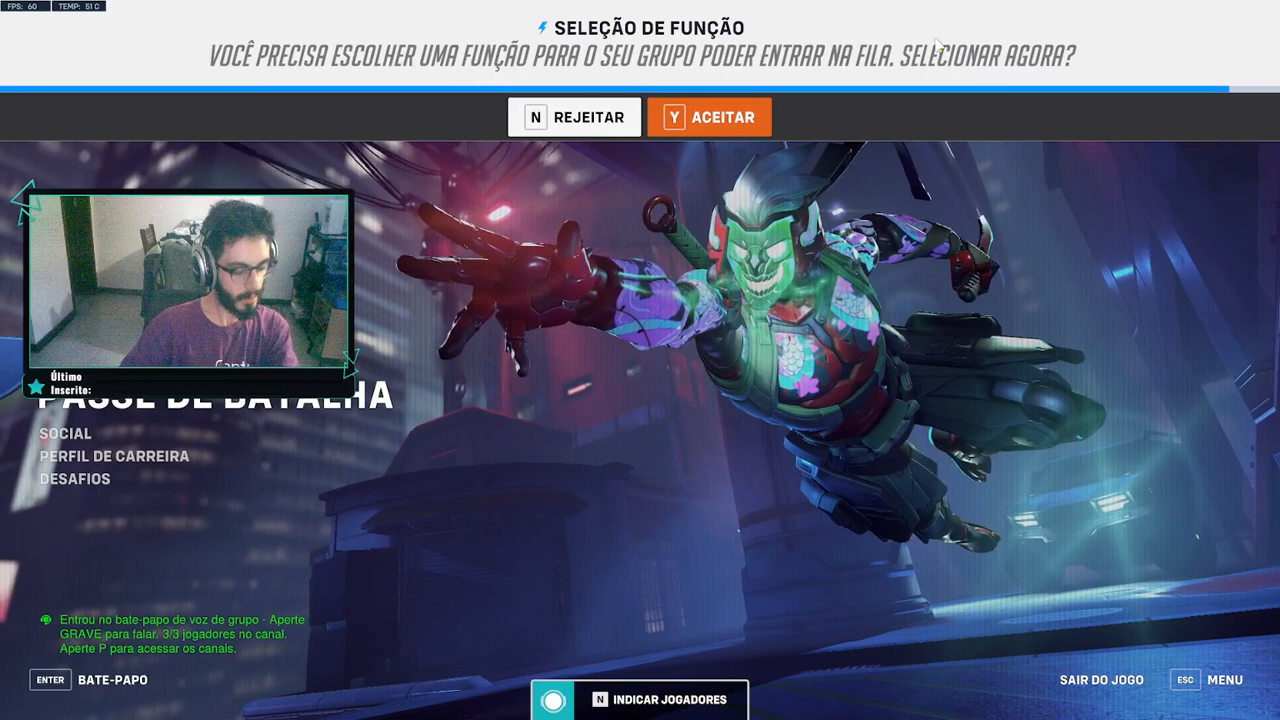 FPS: 60 TEMP: 51 C
SELEÇÃO DE FUNÇÃO
VOCÊ PRECISA ESCOLHER UMA FUNÇÃO PARA O SEU GRUPO PODER ENTRAR NA FILA. SELECIONAR AGORA?
N REJEITAR Y ACEITAR
Último
Inscrito:
PASSE DE BATALHA
SOCIAL
PERFIL DE CARREIRA
DESAFIOS
Entrou no bate-papo de voz de grupo - Aperte
GRAVE para falar. 3/3 jogadores no canal.
Aperte P para acessar os canais.
ENTER BATE-PAPO
N INDICAR JOGADORES
SAIR DO JOGO ESC MENU